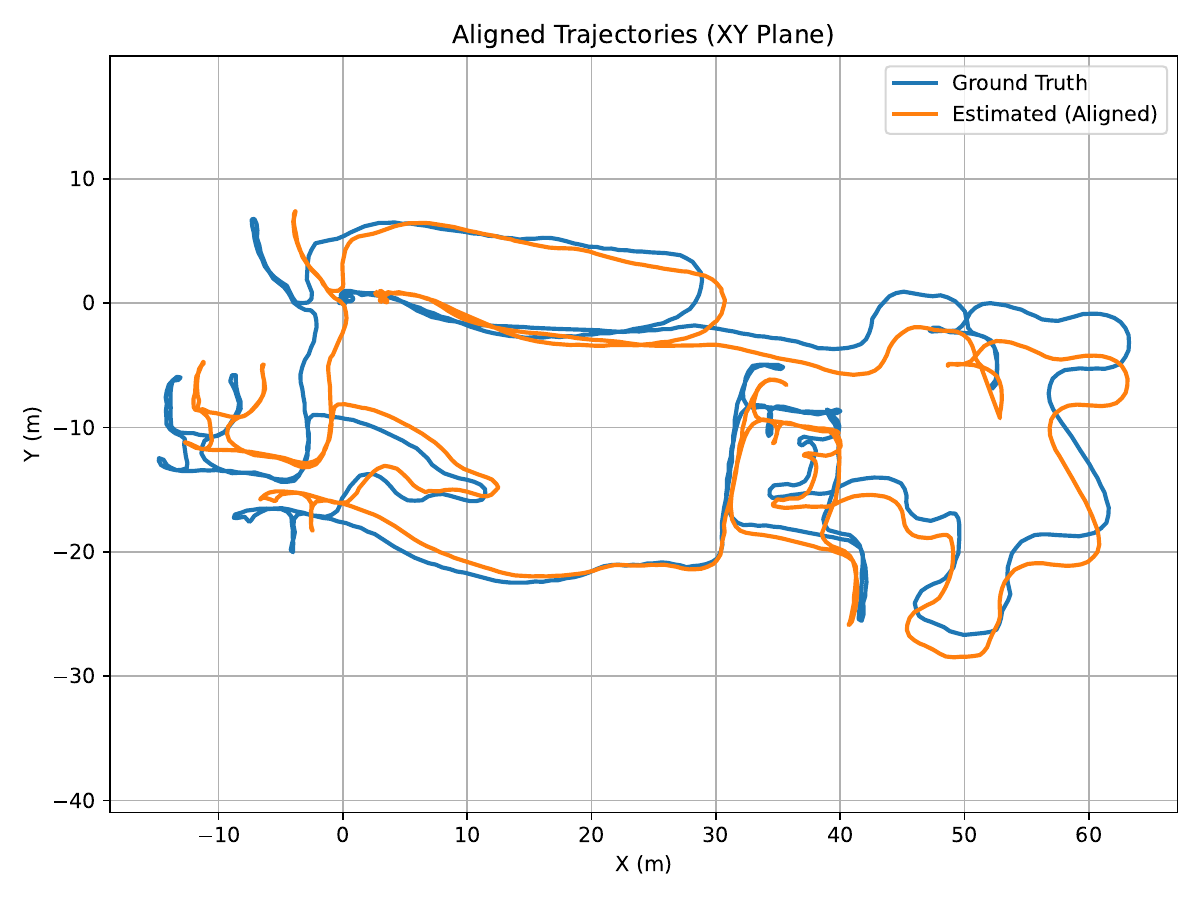 Aligned Trajectories (XY Plane)
Ground Truth
Estimated (Aligned)
10
0
−10
−20
−30
−40
Y (m)
−10 0 10 20 30 40 50 60
X (m)